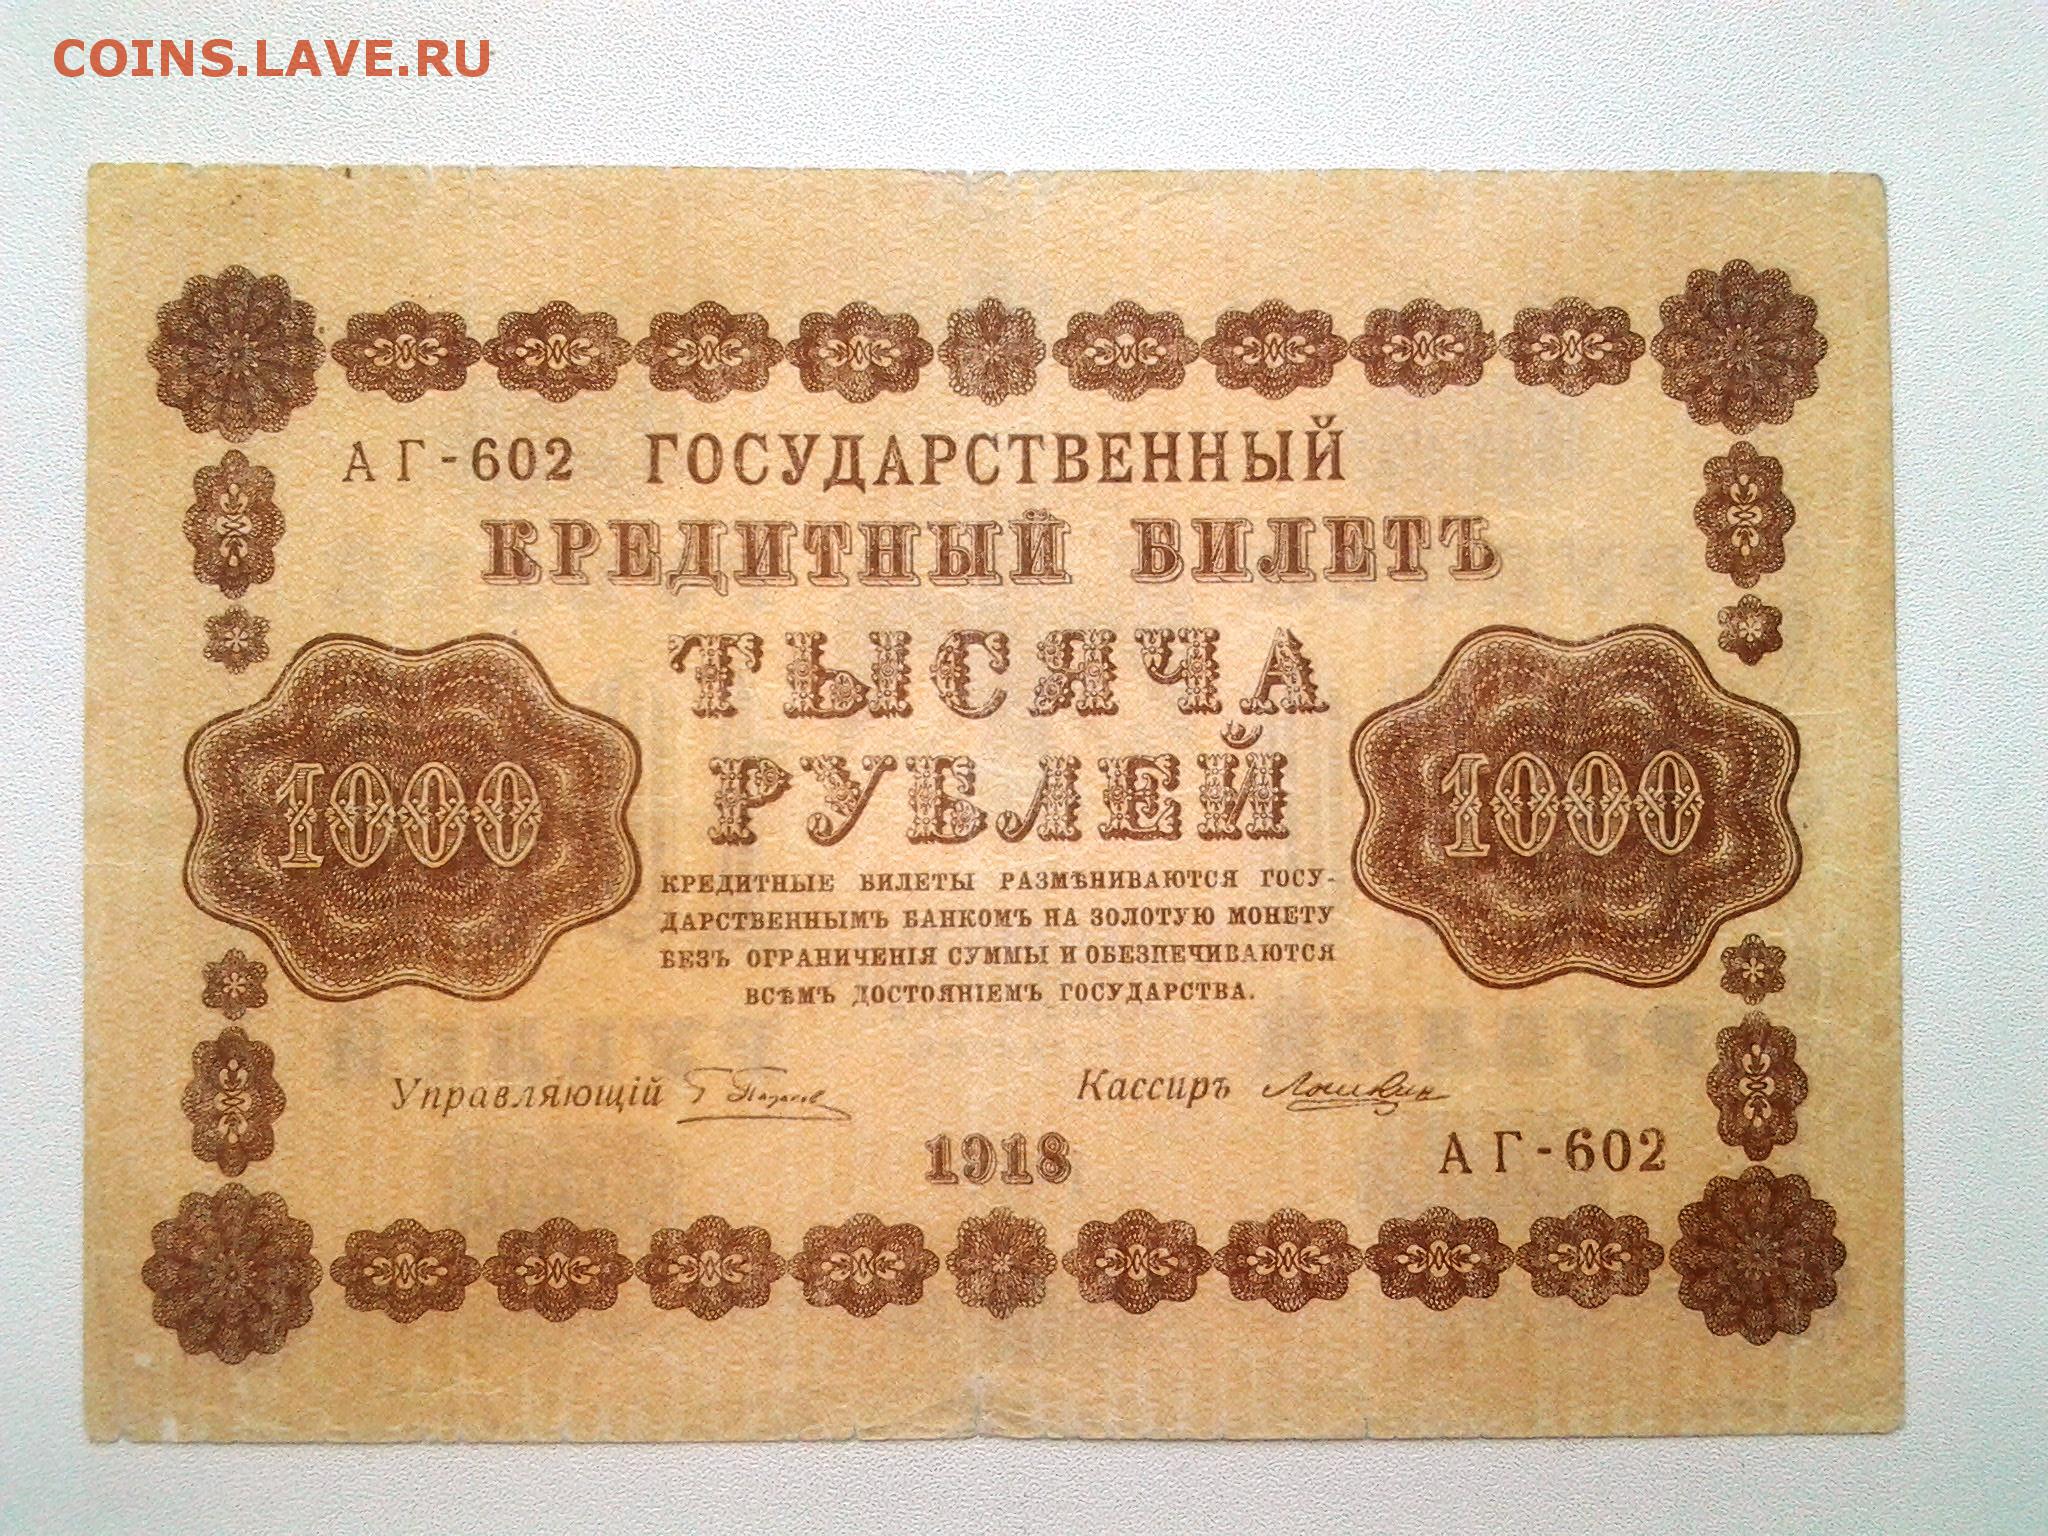 COINS.LAVE.RU
АГ-602 ГОСУДАРСТВЕННЫЙ
КРЕДИТНЫЙ БИЛЕТЪ
ТЫСЯЧА
РУБЛЕЙ
1000
1000
КРЕДИТНЫЕ БИЛЕТЫ РАЗМѢНИВАЮТСЯ ГОСУ-
ДАРСТВЕННЫМЪ БАНКОМЪ НА ЗОЛОТУЮ МОНЕТУ
БЕЗЪ ОГРАНИЧЕНІЯ СУММЫ И ОБЕЗПЕЧИВАЮТСЯ
ВСѢМЪ ДОСТОЯНІЕМЪ ГОСУДАРСТВА.
Управляющій Кассиръ
1918
АГ-602